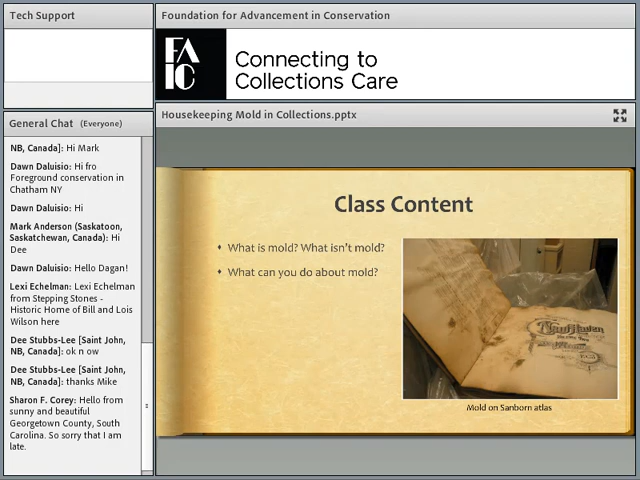 Tech Support
Foundation for Advancement in Conservation
FA
IC
Connecting to
Collections Care
General Chat (Everyone)
NB, Canada]: Hi Mark
Dawn Daluisio: Hi fro
Foreground conservation in
Chatham NY
Dawn Daluisio: Hi
Mark Anderson (Saskatoon,
Saskatchewan, Canada): Hi
Dee
Dawn Daluisio: Hello Dagan!
Lexi Echelman: Lexi Echelman
from Stepping Stones -
Historic Home of Bill and Lois
Wilson here
Dee Stubbs-Lee [Saint John,
NB, Canada]: ok n ow
Dee Stubbs-Lee [Saint John,
NB, Canada]: thanks Mike
Sharon F. Corey: Hello from
sunny and beautiful
Georgetown County, South
Carolina. So sorry that I am
late.
Housekeeping Mold in Collections.pptx
Class Content
♦ What is mold? What isn't mold?
♦ What can you do about mold?
Mold on Sanborn atlas